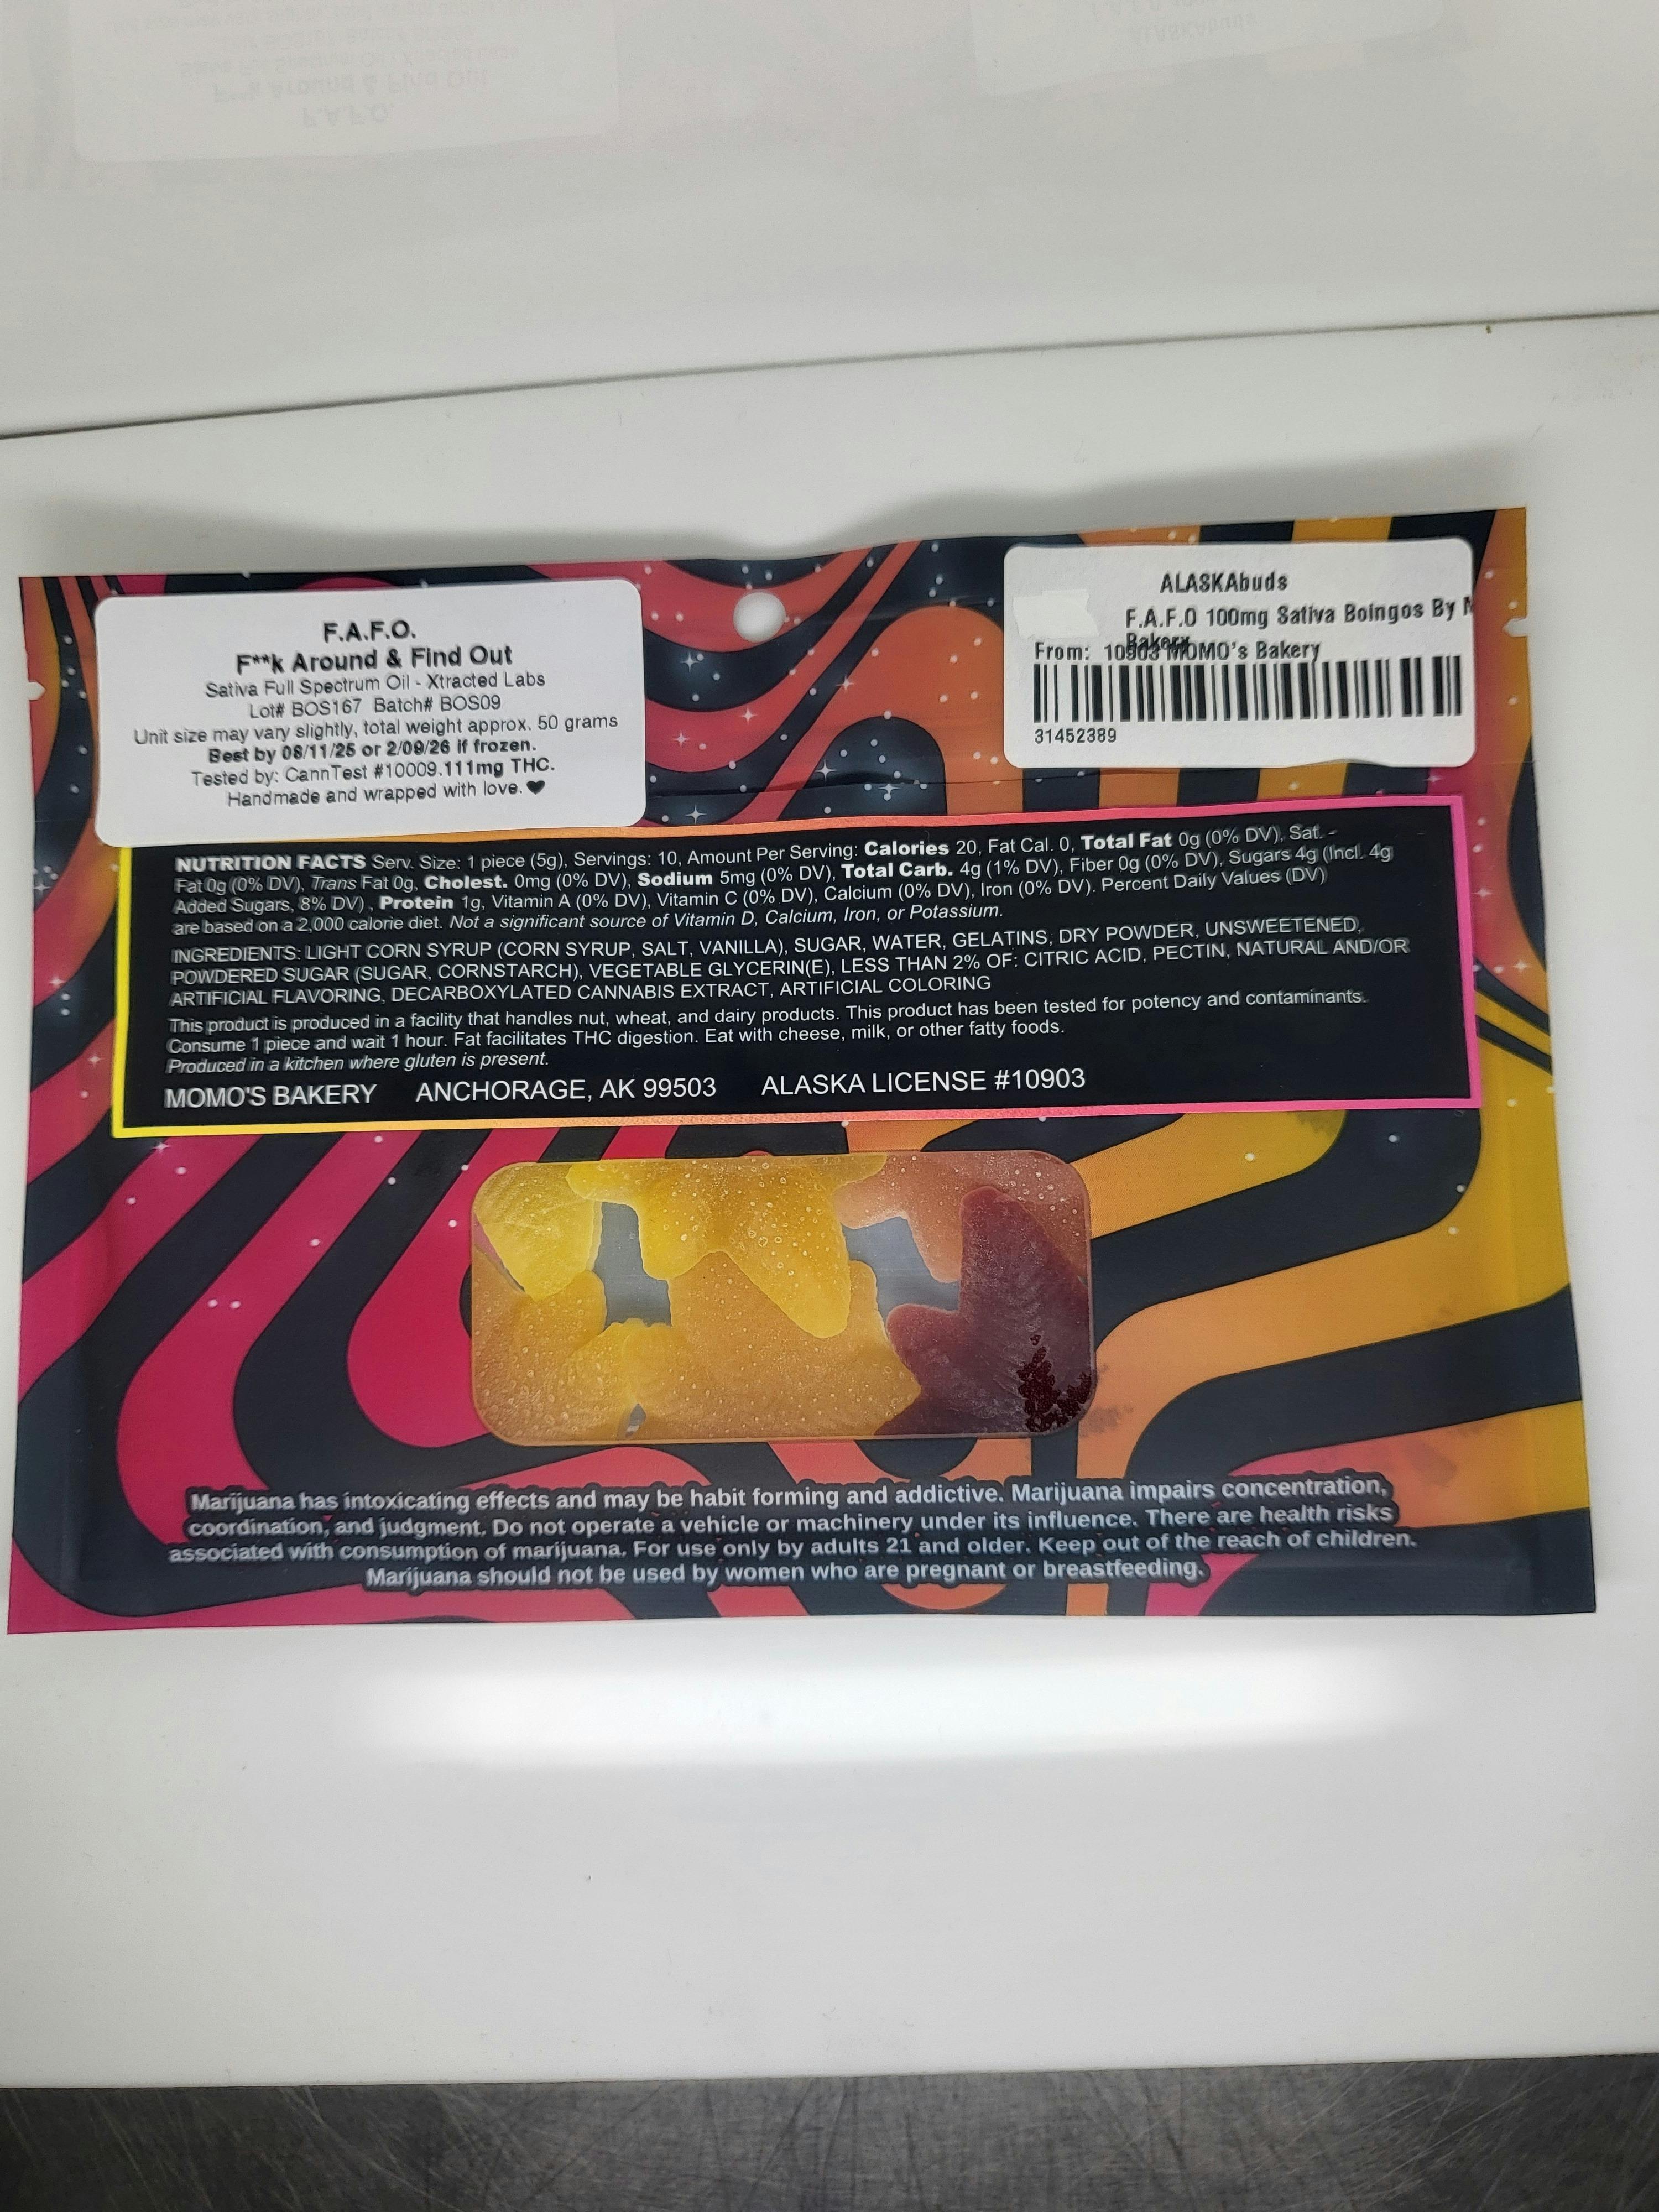 F.A.F.O.
F**k Around & Find Out
Sativa Full Spectrum Oil - Xtracted Labs
Lot# BOS167 Batch# BOS09
Unit size may vary slightly, total weight approx. 50 grams
Best by 08/11/25 or 2/09/26 if frozen.
Tested by: CannTest #10009.111mg THC.
Handmade and wrapped with love.♥
ALASKAbuds
F.A.F.O 100mg Sativa Boingos By
Bakery
From: 10903 MOMO's Bakery
31452389
NUTRITION FACTS Serv. Size: 1 piece (5g), Servings: 10, Amount Per Serving: Calories 20, Fat Cal. 0, Total Fat 0g (0% DV), Sat. -
Fat 0g (0% DV), Trans Fat 0g, Cholest. 0mg (0% DV), Sodium 5mg (0% DV), Total Carb. 4g (1% DV), Fiber 0g (0% DV), Sugars 4g (Incl. 4g
Added Sugars, 8% DV) , Protein 1g, Vitamin A (0% DV), Vitamin C (0% DV), Calcium (0% DV), Iron (0% DV). Percent Daily Values (DV)
are based on a 2,000 calorie diet. Not a significant source of Vitamin D, Calcium, Iron, or Potassium.
INGREDIENTS: LIGHT CORN SYRUP (CORN SYRUP, SALT, VANILLA), SUGAR, WATER, GELATINS, DRY POWDER, UNSWEETENED,
POWDERED SUGAR (SUGAR, CORNSTARCH), VEGETABLE GLYCERIN(E), LESS THAN 2% OF: CITRIC ACID, PECTIN, NATURAL AND/OR
ARTIFICIAL FLAVORING, DECARBOXYLATED CANNABIS EXTRACT, ARTIFICIAL COLORING
This product is produced in a facility that handles nut, wheat, and dairy products. This product has been tested for potency and contaminants.
Consume 1 piece and wait 1 hour. Fat facilitates THC digestion. Eat with cheese, milk, or other fatty foods.
Produced in a kitchen where gluten is present.
MOMO'S BAKERY ANCHORAGE, AK 99503 ALASKA LICENSE #10903
Marijuana has intoxicating effects and may be habit forming and addictive. Marijuana impairs concentration,
coordination, and judgment. Do not operate a vehicle or machinery under its influence. There are health risks
associated with consumption of marijuana. For use only by adults 21 and older. Keep out of the reach of children.
Marijuana should not be used by women who are pregnant or breastfeeding.